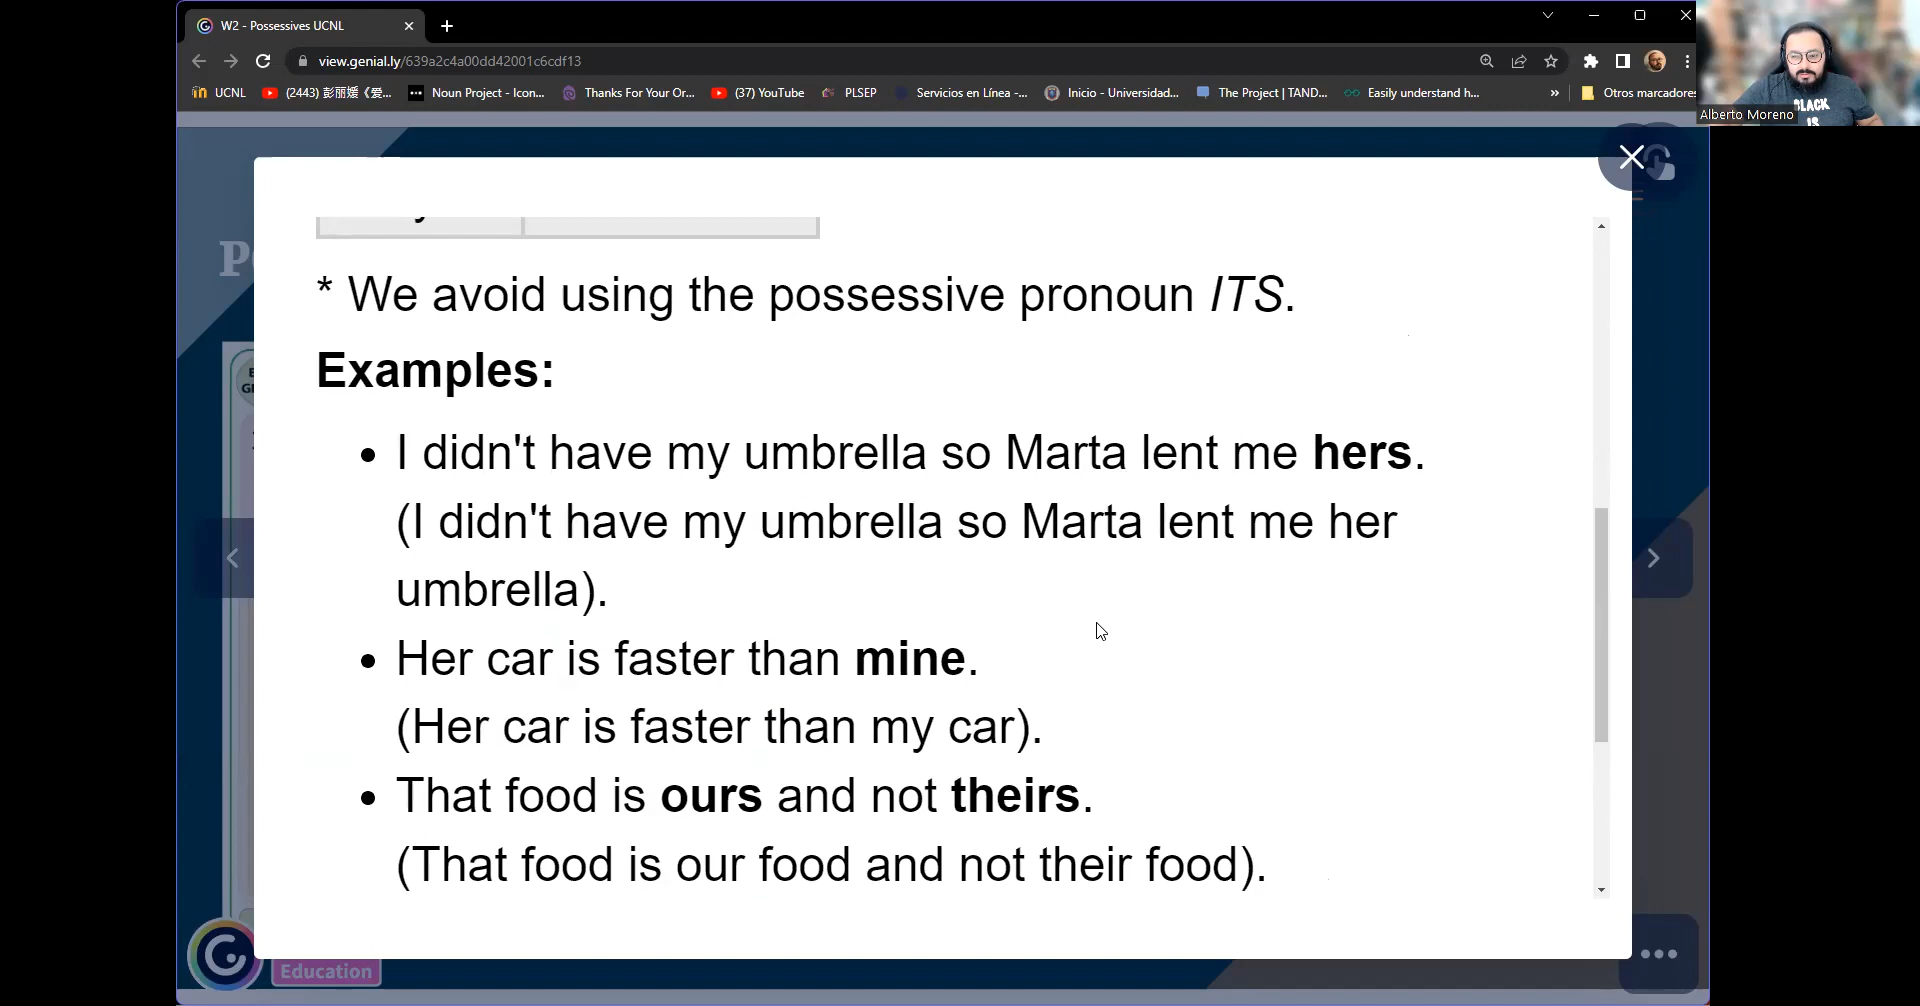 W2 - Possessives UCNL
view.genial.ly/639a2c4a00dd42001c6cdf13
UCNL
(2443) 彭丽媛《爱...
Noun Project - Icon...
Thanks For Your Or...
(37) YouTube
PLSEP
Servicios en Línea -...
Inicio - Universidad...
The Project | TAND...
Easily understand h...
»
Otros marcadores
Alberto Moreno
BLACK
IS
* We avoid using the possessive pronoun ITS.
Examples:
• I didn't have my umbrella so Marta lent me hers.
(I didn't have my umbrella so Marta lent me her
umbrella).
• Her car is faster than mine.
(Her car is faster than my car).
• That food is ours and not theirs.
(That food is our food and not their food).
Education